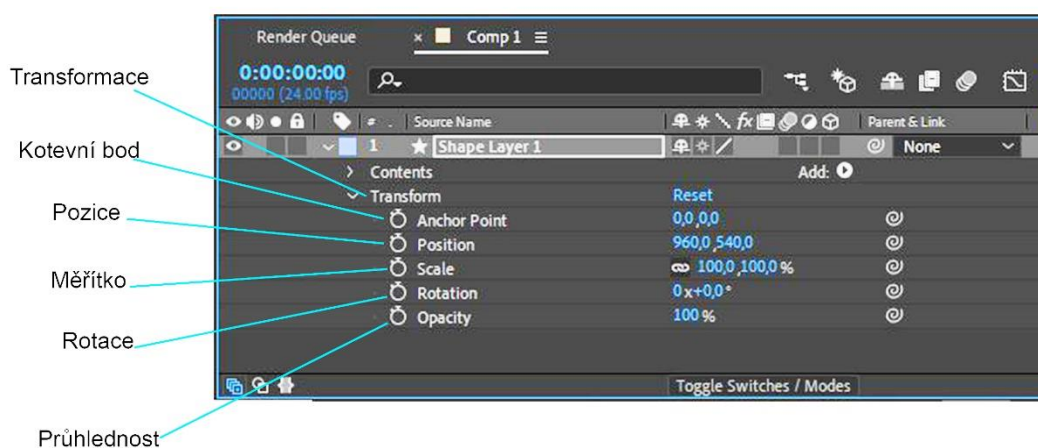 Render Queue
× Comp 1 ≡
0:00:00:00
00000 (24.00 fps)
Transformace
# . Source Name
fx
Parent & Link
Kotevní bod
1 ★ Shape Layer 1
None
> Contents
Add:
Transform
Reset
Pozice
Anchor Point
0,0,0,0
Position
960,0,540,0
Měřítko
Scale
100,0,100,0 %
Rotation
0x+0,0°
Rotace
Opacity
100 %
Toggle Switches / Modes
Průhlednost